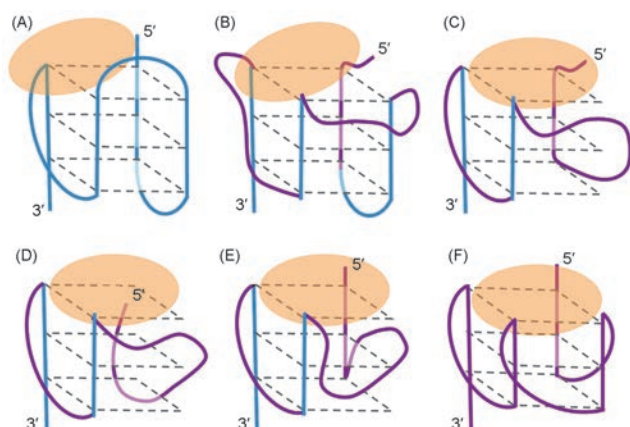 (A) 5′ (B) 5′ (C) 5′
3′ 3′ 3′
(D) 5′ (E) 5′ (F) 5′
3′ 3′ 3′